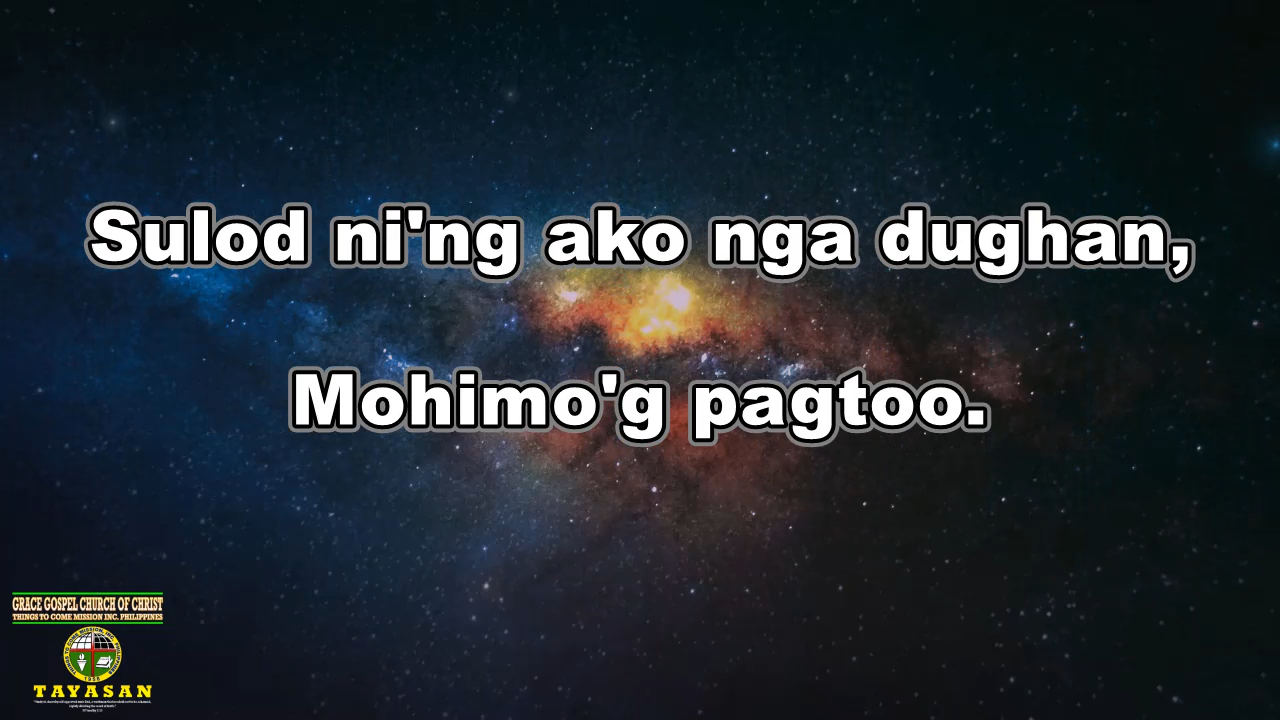 Sulod ni'ng ako nga dughan,
Mohimo'g pagtoo.
GRACE GOSPEL CHURCH OF CHRIST
THINGS TO COME MISSION INC. PHILIPPINES
TAYASAN